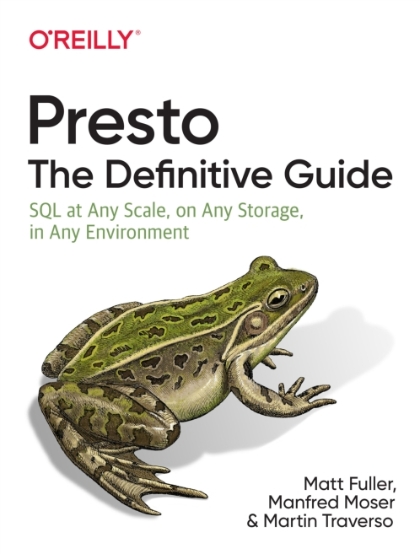 O'REILLY®
Presto
The Definitive Guide
SQL at Any Scale, on Any Storage,
in Any Environment
Matt Fuller,
Manfred Moser
& Martin Traverso